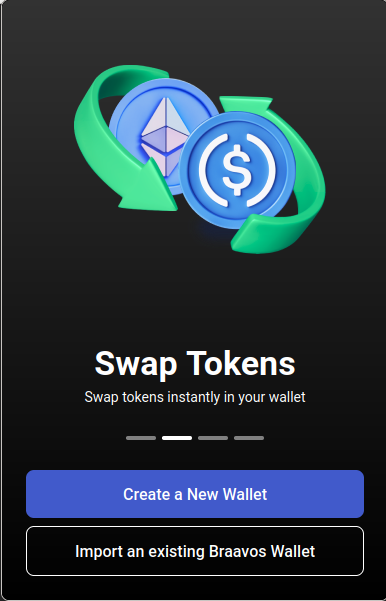 $
Swap Tokens
Swap tokens instantly in your wallet
Create a New Wallet
Import an existing Braavos Wallet